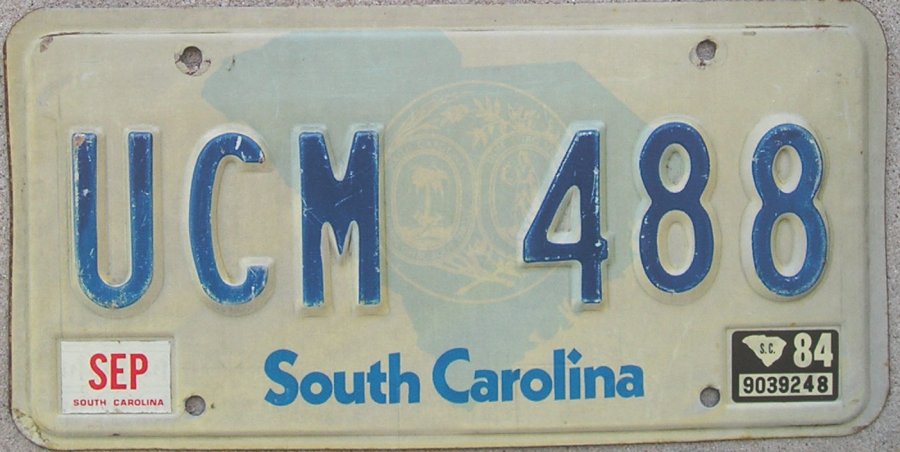 UCM 488
SEP
SOUTH CAROLINA
South Carolina
S.C. 84
9039248